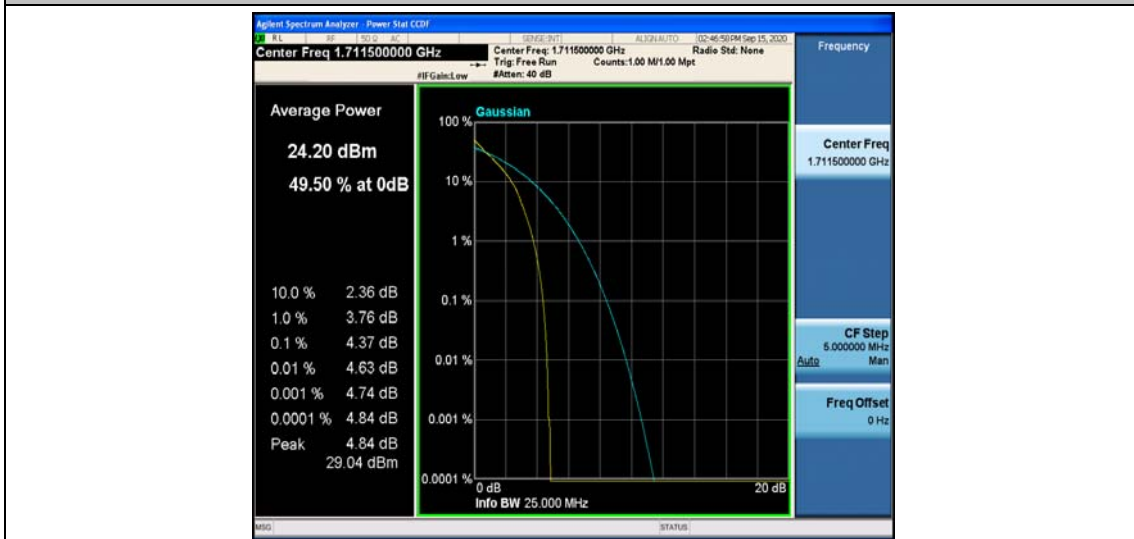 Agilent Spectrum Analyzer - Power Stat CCDF
RL RF 50 Ω AC SENSE:INT ALIGN AUTO 02:46:50 PM Sep 15, 2020
Center Freq 1.711500000 GHz
Center Freq: 1.711500000 GHz Radio Std: None
Trig: Free Run Counts:1.00 M/1.00 Mpt
#IFGain:Low #Atten: 40 dB
Frequency
Average Power
24.20 dBm
49.50 % at 0dB
10.0 % 2.36 dB
1.0 % 3.76 dB
0.1 % 4.37 dB
0.01 % 4.63 dB
0.001 % 4.74 dB
0.0001 % 4.84 dB
Peak 4.84 dB
29.04 dBm
Gaussian
100 %
10 %
1 %
0.1 %
0.01 %
0.001 %
0.0001 %
0 dB 20 dB
Info BW 25.000 MHz
Center Freq
1.711500000 GHz
CF Step
5.000000 MHz
Auto Man
Freq Offset
0 Hz
MSG STATUS